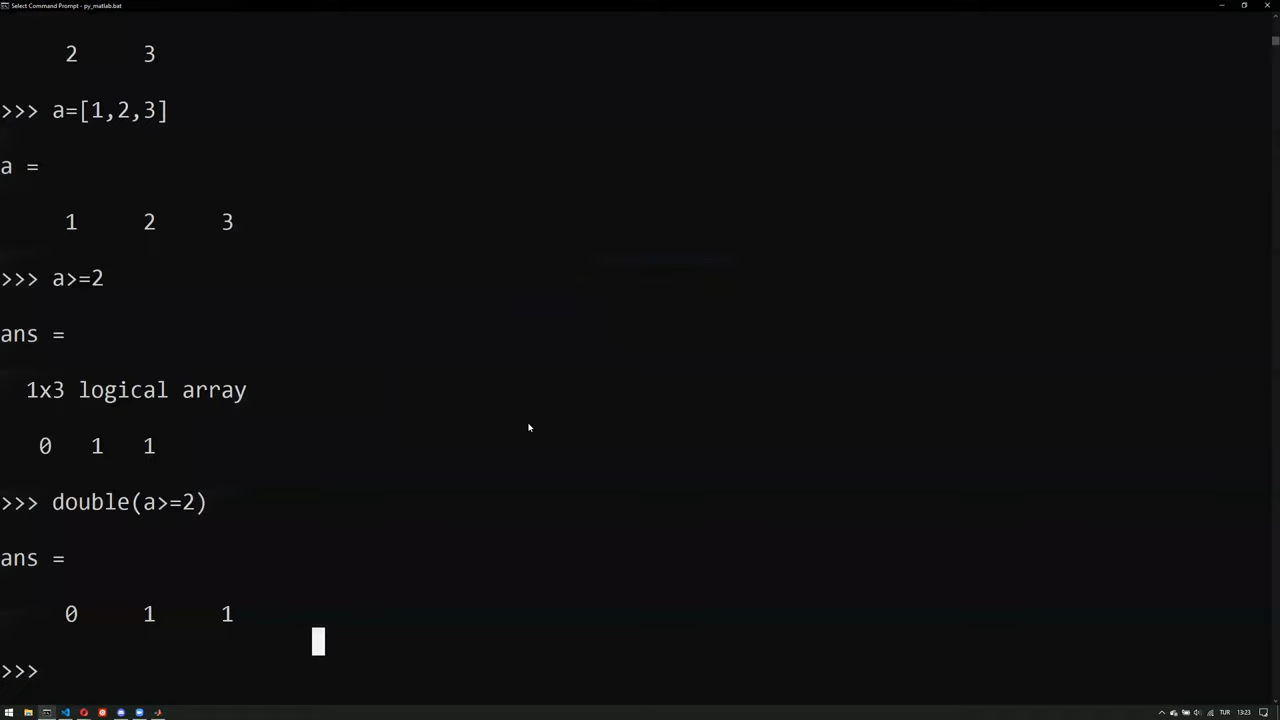 Select Command Prompt - py_matlab.bat
2 3
>>> a=[1,2,3]
a =
1 2 3
>>> a>=2
ans =
1x3 logical array
0 1 1
>>> double(a>=2)
ans =
0 1 1
>>>
TUR 13:23